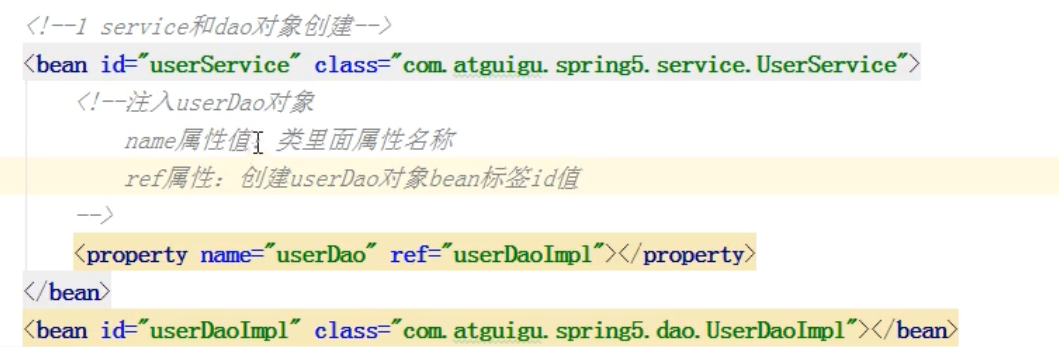 <!--1 service和dao对象创建-->
<bean id="userService" class="com.atguigu.spring5.service.UserService">
<!--注入userDao对象
name属性值：类里面属性名称
ref属性：创建userDao对象bean标签id值
-->
<property name="userDao" ref="userDaoImpl"></property>
</bean>
<bean id="userDaoImpl" class="com.atguigu.spring5.dao.UserDaoImpl"></bean>